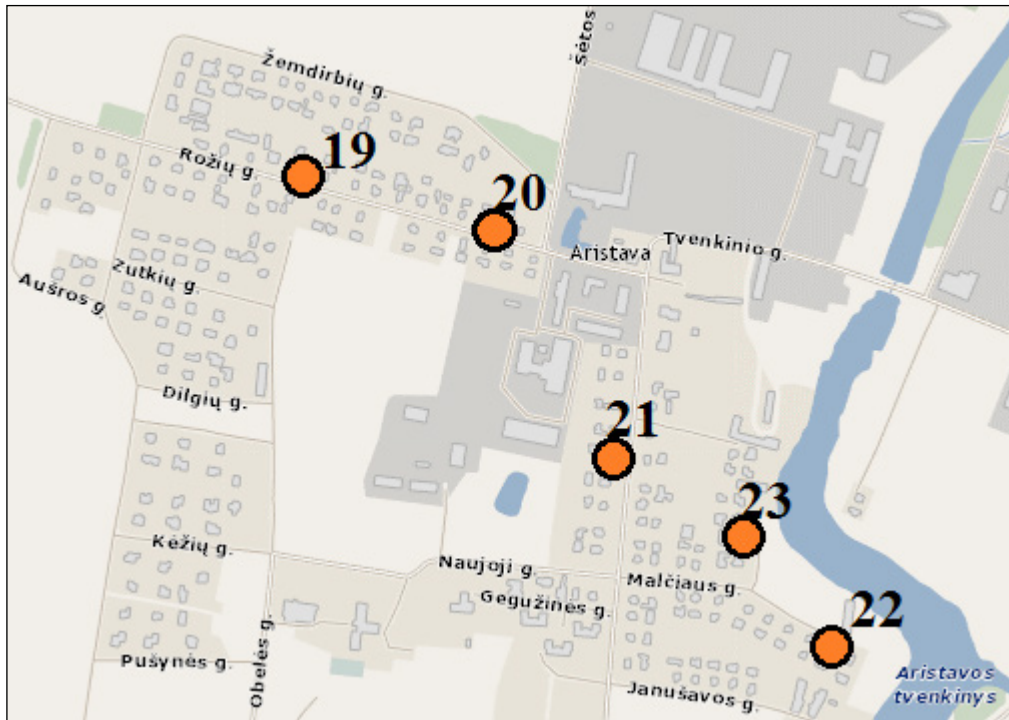 Šėtos
Žemdirbių g.
19
Rožių g.
20
Tvenkinio g.
Aristava
Zutkių g.
Aušros g.
Dilgių g.
21
23
Kėžių g.
Naujoji g.
Malčiaus g.
Gegužinės g.
22
Obelės g.
Pušynės g.
Janušavos g.
Aristavos
tvenkinys